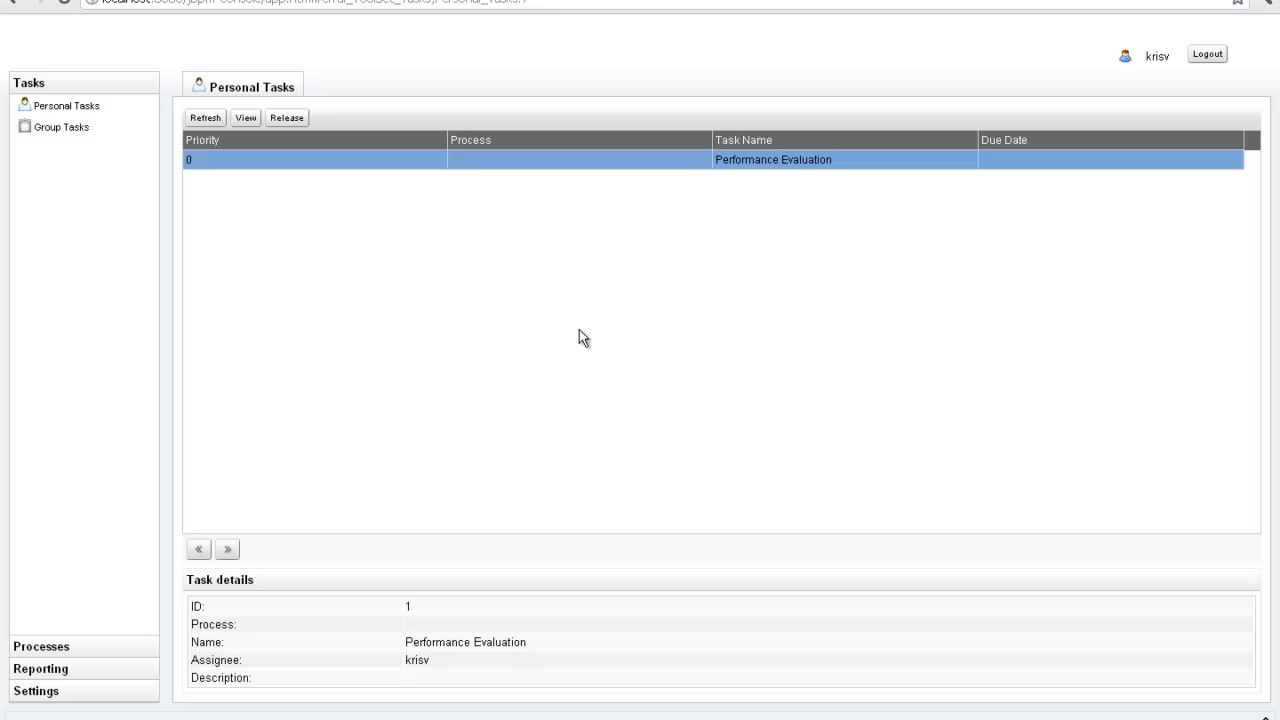 krisv
Logout
Tasks
Personal Tasks
Group Tasks
Personal Tasks
Refresh View Release
Priority Process Task Name Due Date
0 Performance Evaluation
« »
Task details
ID: 1
Process:
Name: Performance Evaluation
Assignee: krisv
Description:
Processes
Reporting
Settings